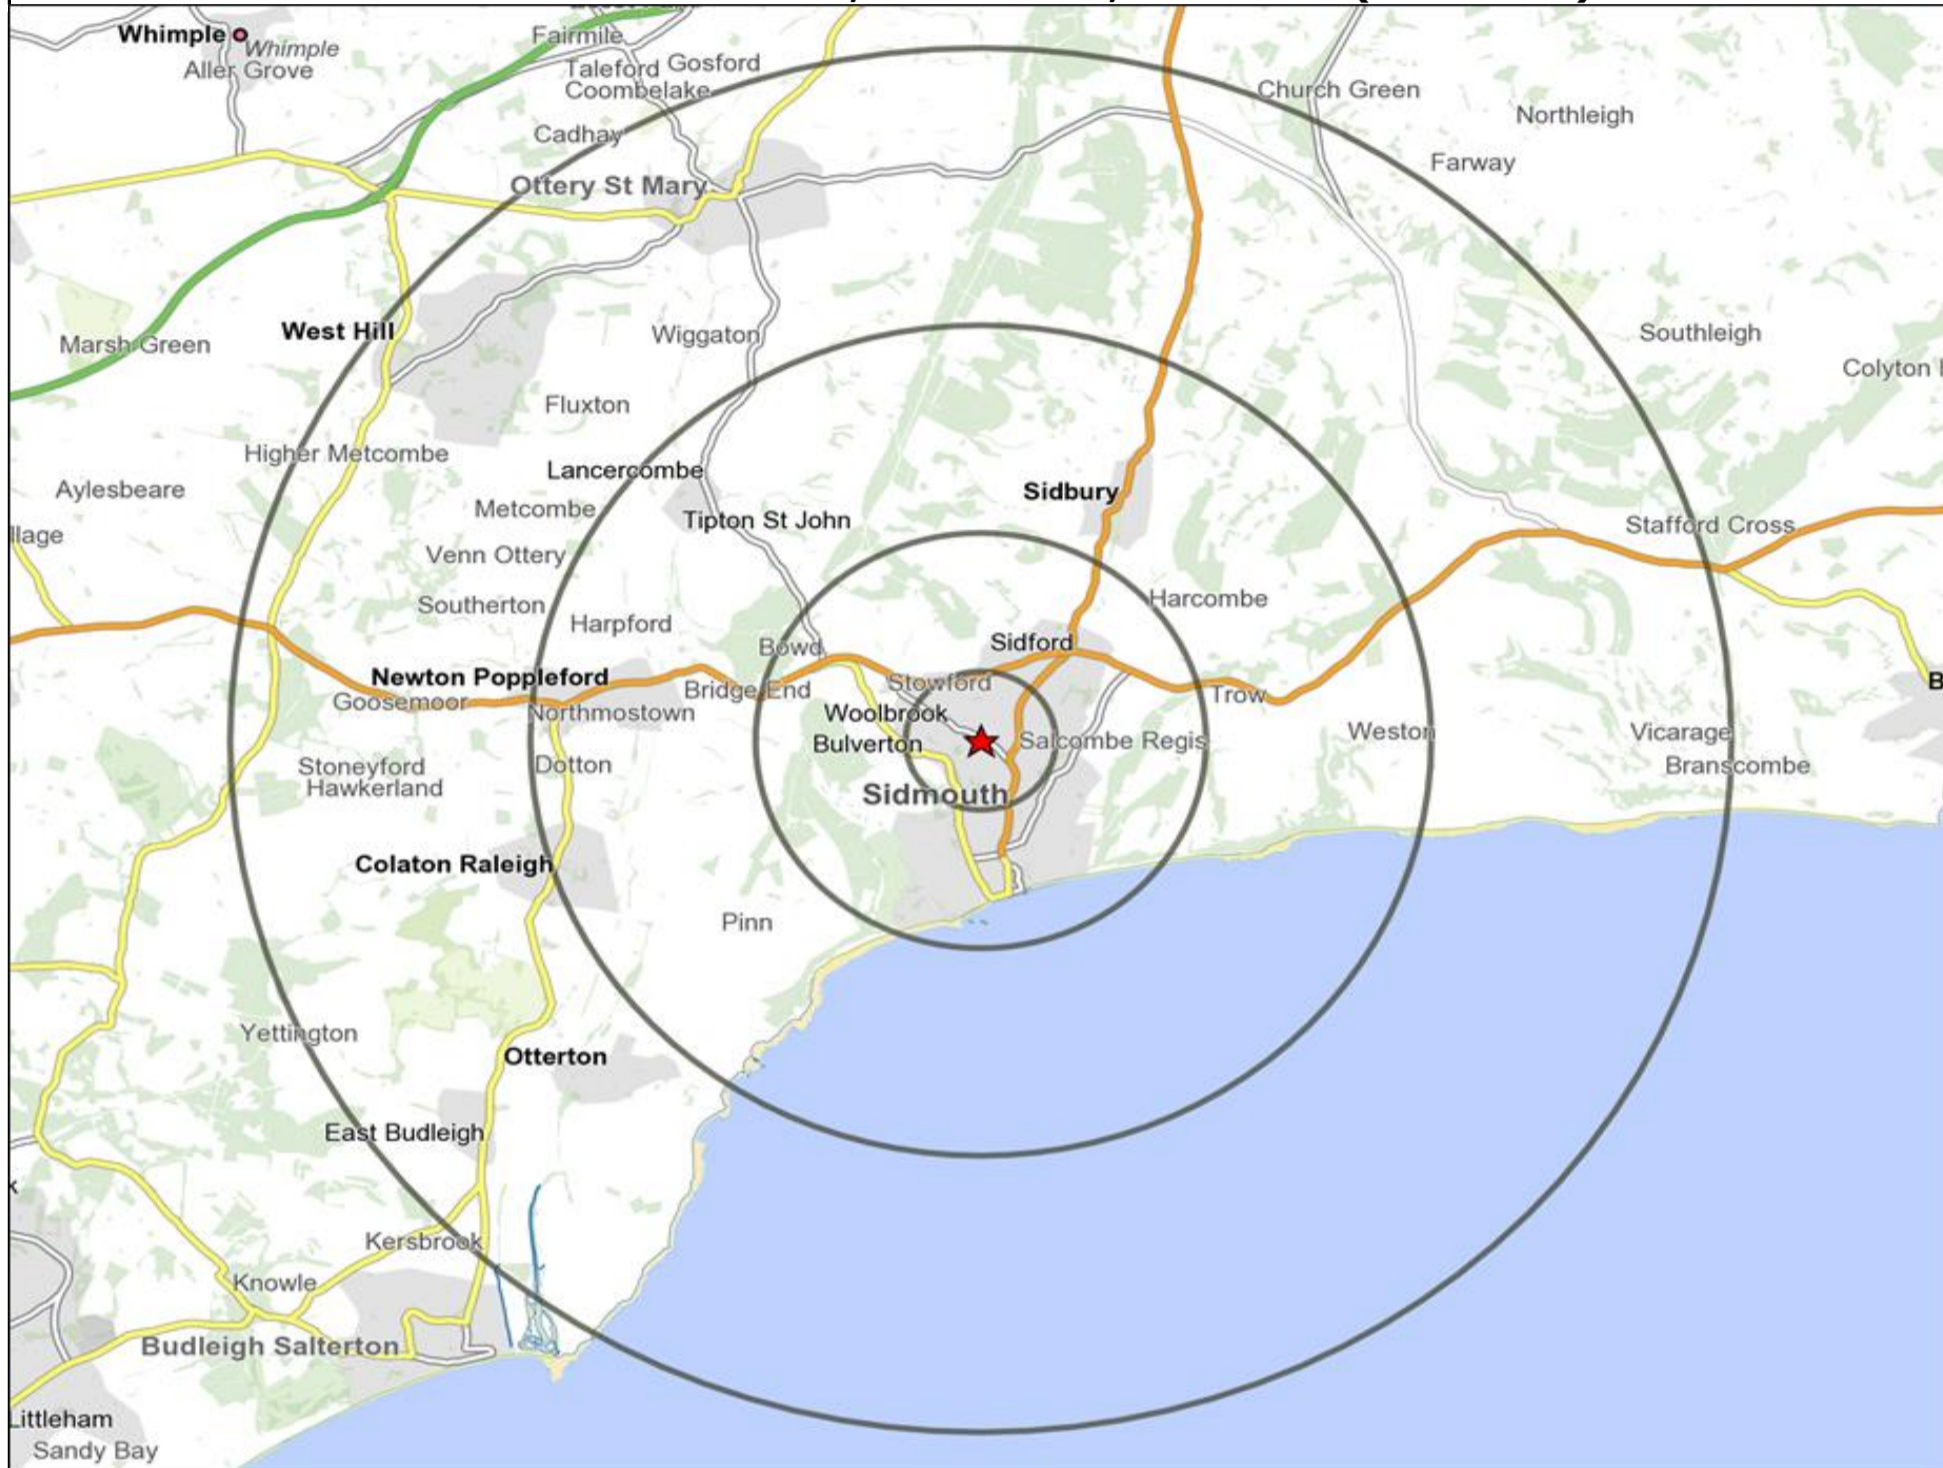 Whimple
Whimple
Aller Grove
Fairmile
Taleford
Gosford
Coombelake
Cadhay
Church Green
Northleigh
Farway
Ottery St Mary
West Hill
Marsh Green
Wiggaton
Southleigh
Colyton
Fluxton
Higher Metcombe
Lancercombe
Aylesbeare
Sidbury
Metcombe
Tipton St John
Stafford Cross
llage
Venn Ottery
Southerton
Harpford
Harcombe
Bowd
Sidford
Newton Poppleford
Goosemoor
Bridge End
Stowford
Trow
B
Northmostown
Woolbrook
Bulverton
Salcombe Regis
Weston
Vicarage
Stoneyford
Dotton
Branscombe
Hawkerland
Sidmouth
Colaton Raleigh
Pinn
Yettington
Otterton
East Budleigh
k
Kersbrook
Knowle
Budleigh Salterton
Littleham
Sandy Bay